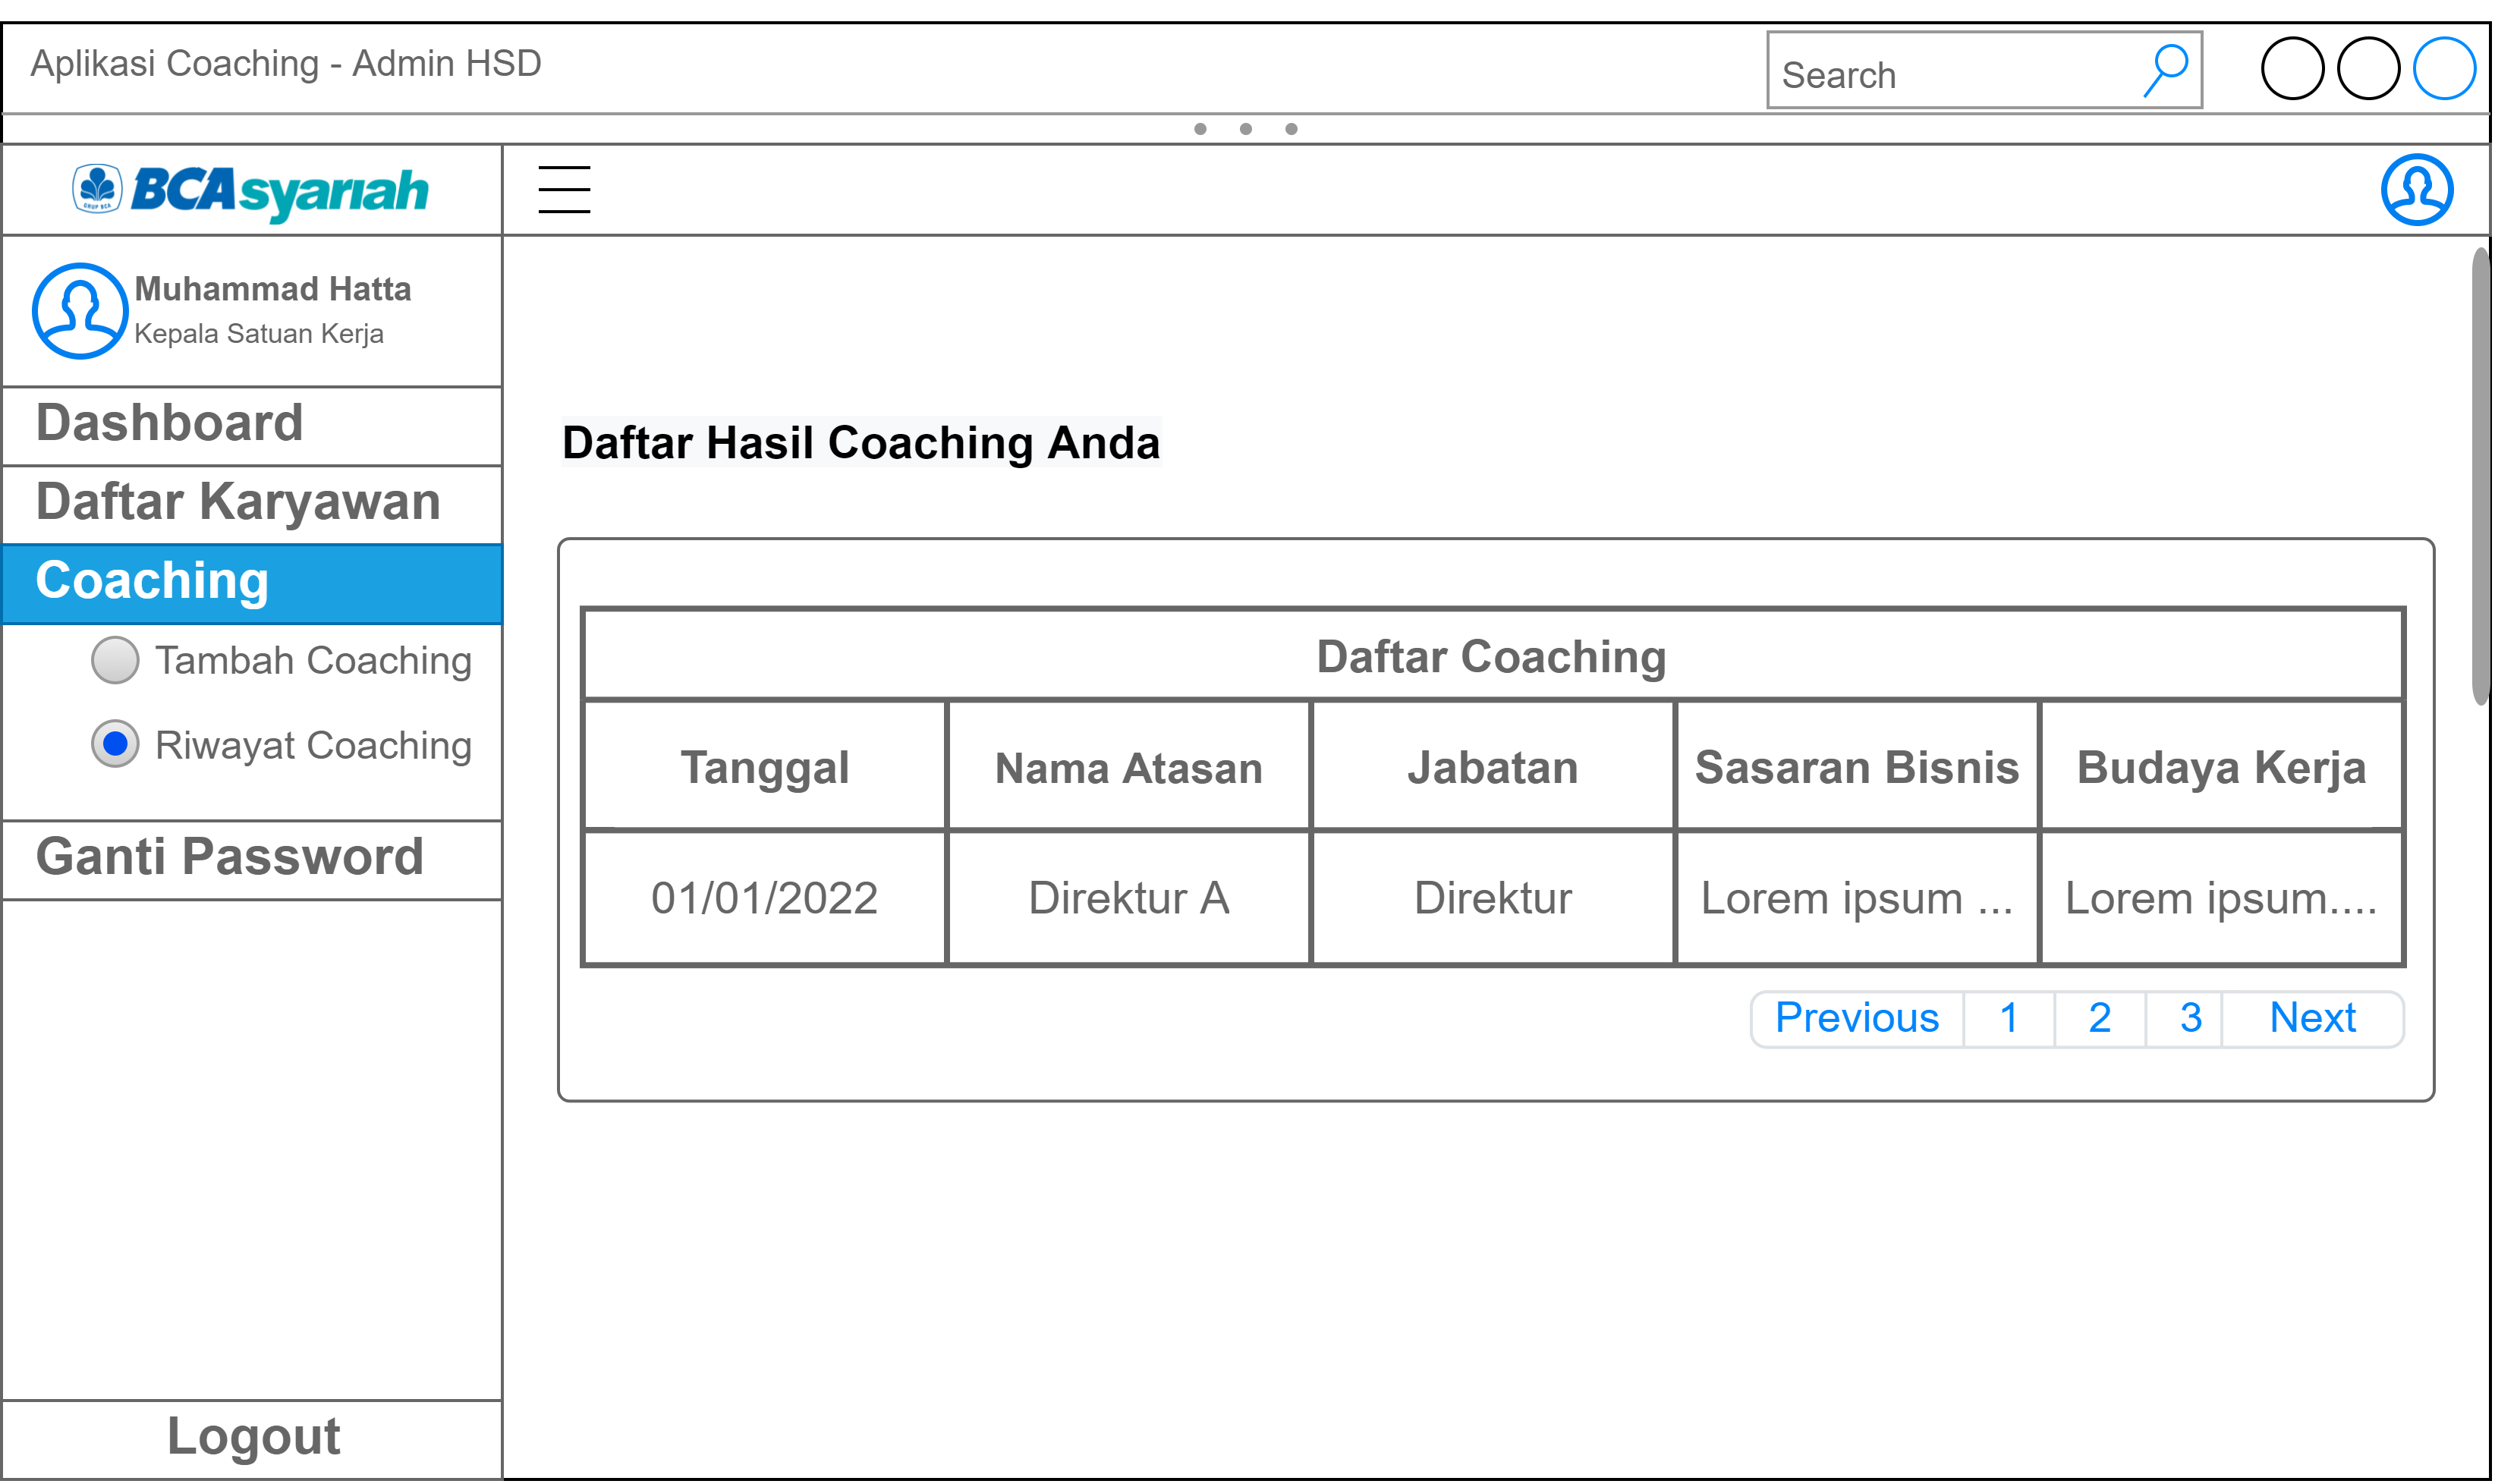 Aplikasi Coaching - Admin HSD
Search
GRUP BCA
BCAsyariah
Muhammad Hatta
Kepala Satuan Kerja
Dashboard
Daftar Karyawan
Coaching
Tambah Coaching
Riwayat Coaching
Ganti Password
Logout
Daftar Hasil Coaching Anda
Daftar Coaching
Tanggal Nama Atasan Jabatan Sasaran Bisnis Budaya Kerja
01/01/2022 Direktur A Direktur Lorem ipsum ... Lorem ipsum....
Previous 1 2 3 Next